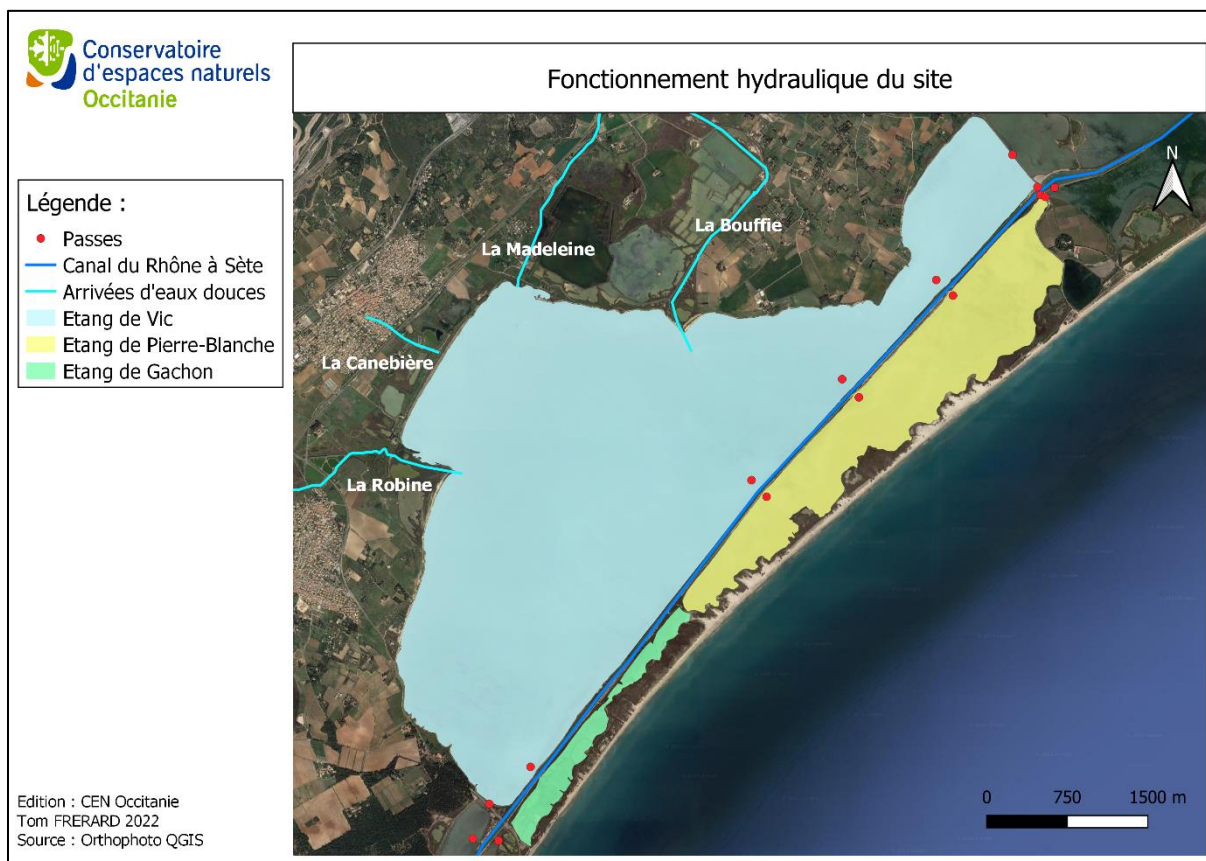 Conservatoire
d'espaces naturels
Occitanie
Fonctionnement hydraulique du site
Légende :
Passes
Canal du Rhône à Sète
Arrivées d'eaux douces
Etang de Vic
Etang de Pierre-Blanche
Etang de Gachon
N
La Bouffie
La Madeleine
La Canebière
La Robine
0 750 1500 m
Edition : CEN Occitanie
Tom FRERARD 2022
Source : Orthophoto QGIS